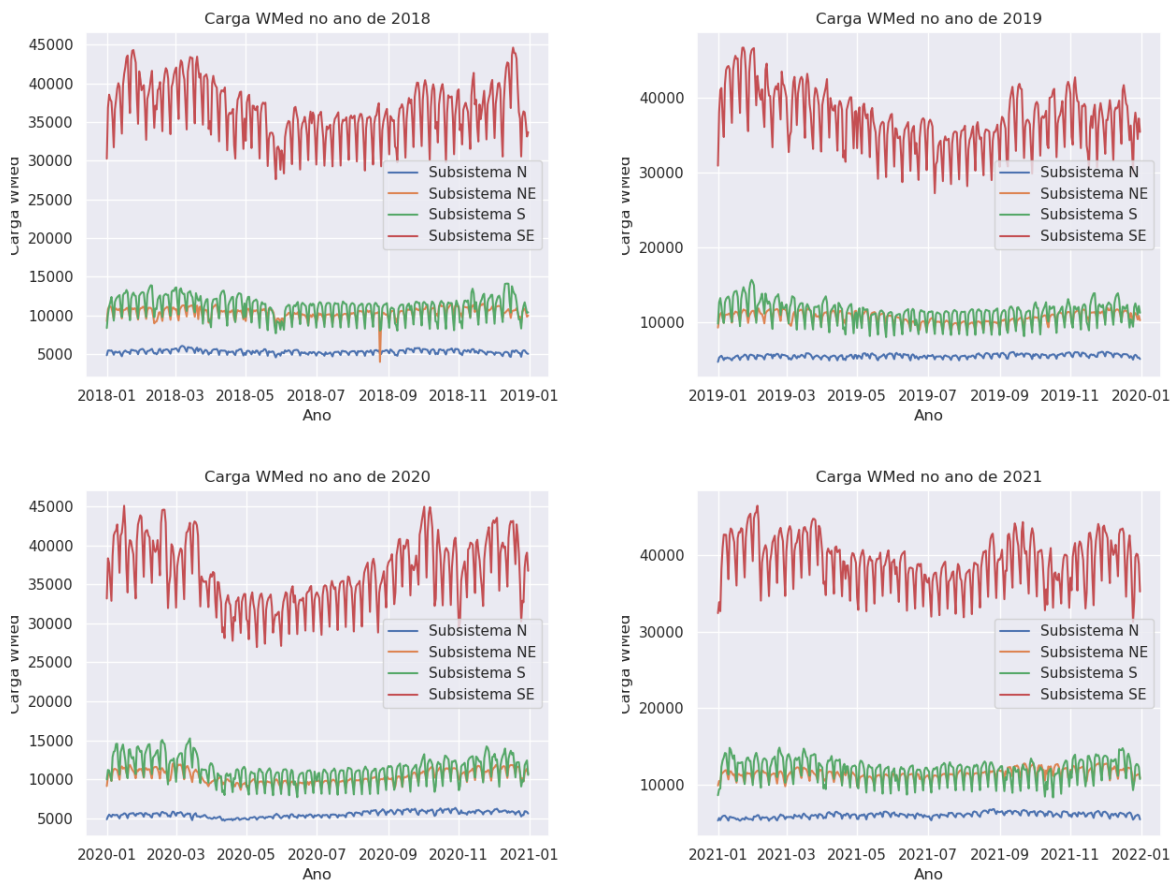 Carga WMed no ano de 2018
45000
40000
35000
30000
25000
20000
15000
10000
5000
Carga WMed
Subsistema N
Subsistema NE
Subsistema S
Subsistema SE
2018-01 2018-03 2018-05 2018-07 2018-09 2018-11 2019-01
Ano
Carga WMed no ano de 2019
40000
30000
20000
10000
Carga WMed
Subsistema N
Subsistema NE
Subsistema S
Subsistema SE
2019-01 2019-03 2019-05 2019-07 2019-09 2019-11 2020-01
Ano
Carga WMed no ano de 2020
45000
40000
35000
30000
25000
20000
15000
10000
5000
Carga WMed
Subsistema N
Subsistema NE
Subsistema S
Subsistema SE
2020-01 2020-03 2020-05 2020-07 2020-09 2020-11 2021-01
Ano
Carga WMed no ano de 2021
40000
30000
20000
10000
Carga WMed
Subsistema N
Subsistema NE
Subsistema S
Subsistema SE
2021-01 2021-03 2021-05 2021-07 2021-09 2021-11 2022-01
Ano